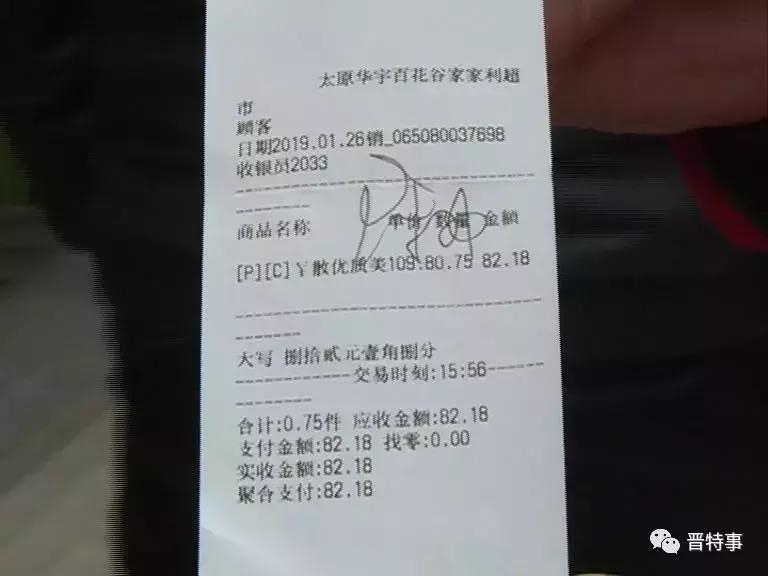 太原华宇百花谷家家利超
市
顾客
日期2019.01.26销_065080037698
收银员2033
商品名称 单价 数量 金额
[P][C]丫散优质美109.80.75 82.18
大写 捌拾贰元壹角捌分
交易时刻:15:56
合计:0.75件 应收金额:82.18
支付金额:82.18 找零:0.00
实收金额:82.18
聚合支付:82.18
晋特事